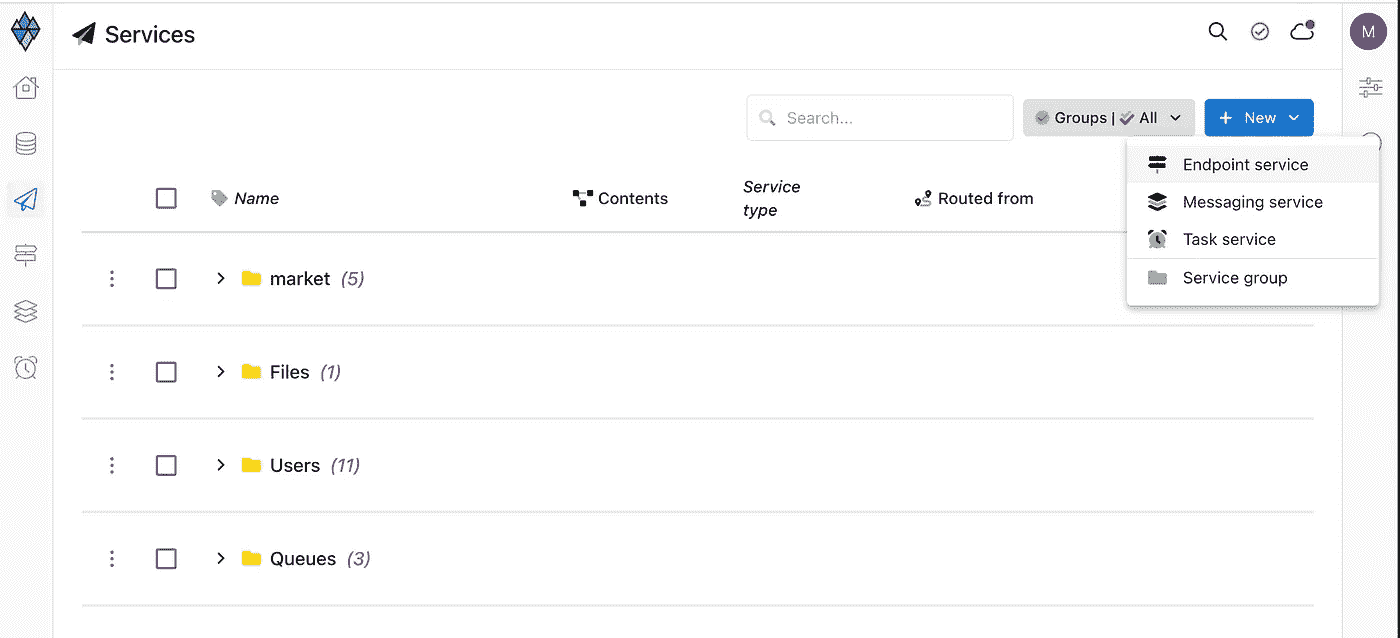 Services
M
Search...
Groups | All
New
Endpoint service
Messaging service
Task service
Service group
Name
Contents
Service
type
Routed from
market (5)
Files (1)
Users (11)
Queues (3)